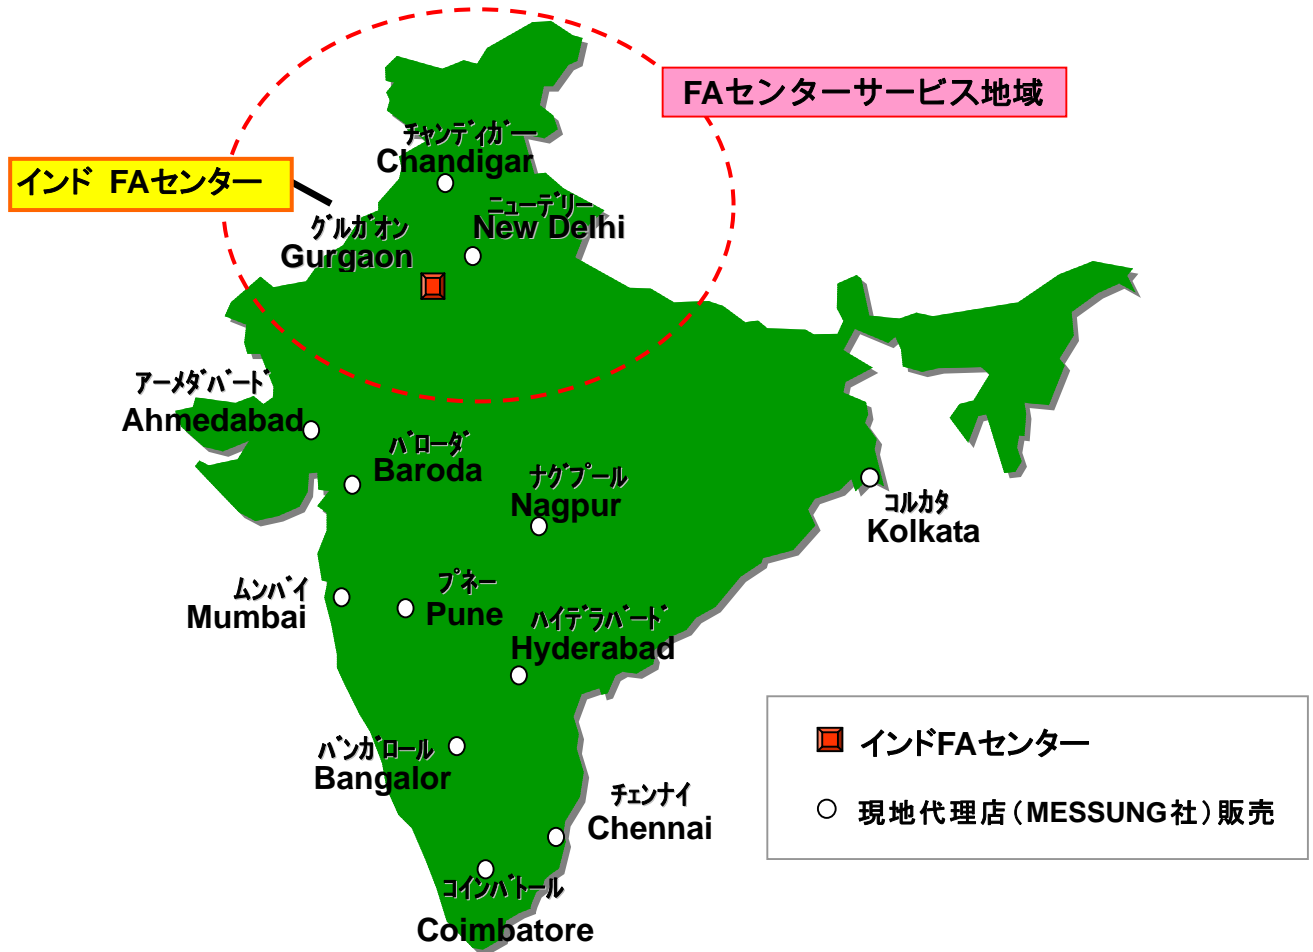 FAセンターサービス地域
チャンディガー
Chandigar
インド FAセンター
ニューデリー
New Delhi
グルガオン
Gurgaon
アーメダバード
Ahmedabad
バローダ
Baroda
ナグプール
Nagpur
コルカタ
Kolkata
ムンバイ
Mumbai
プネー
Pune
ハイデラバード
Hyderabad
バンガロール
Bangalor
チェンナイ
Chennai
コインバトール
Coimbatore
インドFAセンター
現地代理店(MESSUNG社)販売